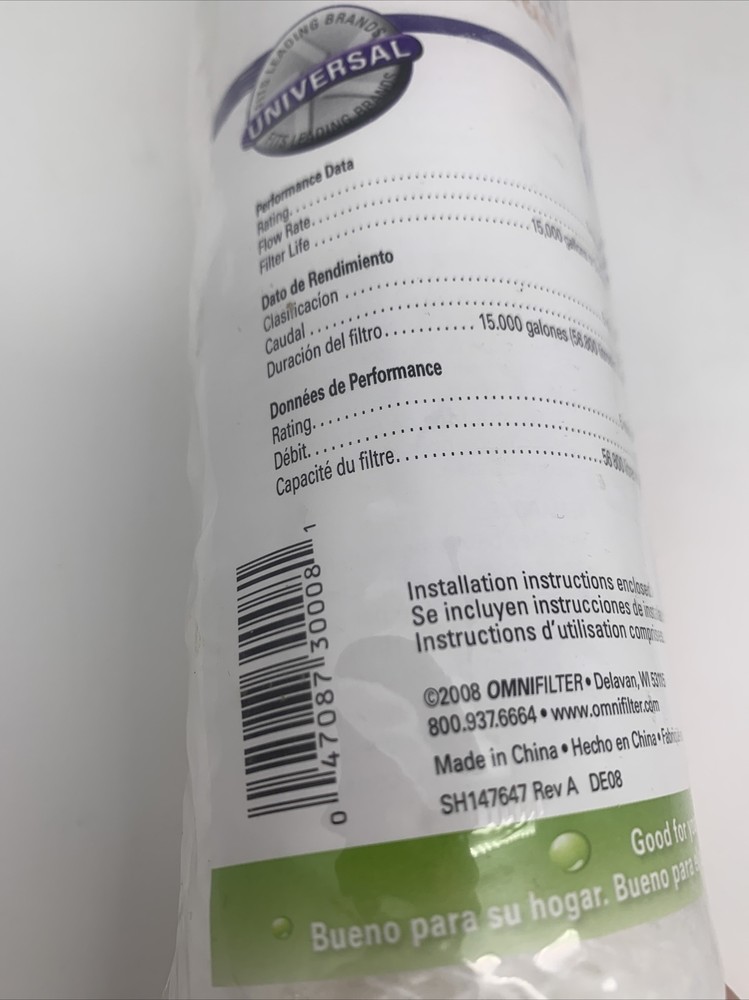 FITS LEADING BRANDS
UNIVERSAL
FITS LEADING BRANDS
Performance Data
Rating
Flow Rate
Filter Life 15,000
Dato de Rendimiento
Clasificacion
Caudal
Duración del filtro 15.000 galones (56.800
Données de Performance
Rating
Débit
Capacité du filtre 56 800
0 47087 30008 1
Installation instructions enclosed
Se incluyen instrucciones de
Instructions d'utilisation
©2008 OMNIFILTER • Delavan, WI 53115
800.937.6664 • www.omnifilter.com
Made in China • Hecho en China •
SH147647 Rev A DE08
Good for
Bueno para su hogar. Bueno para